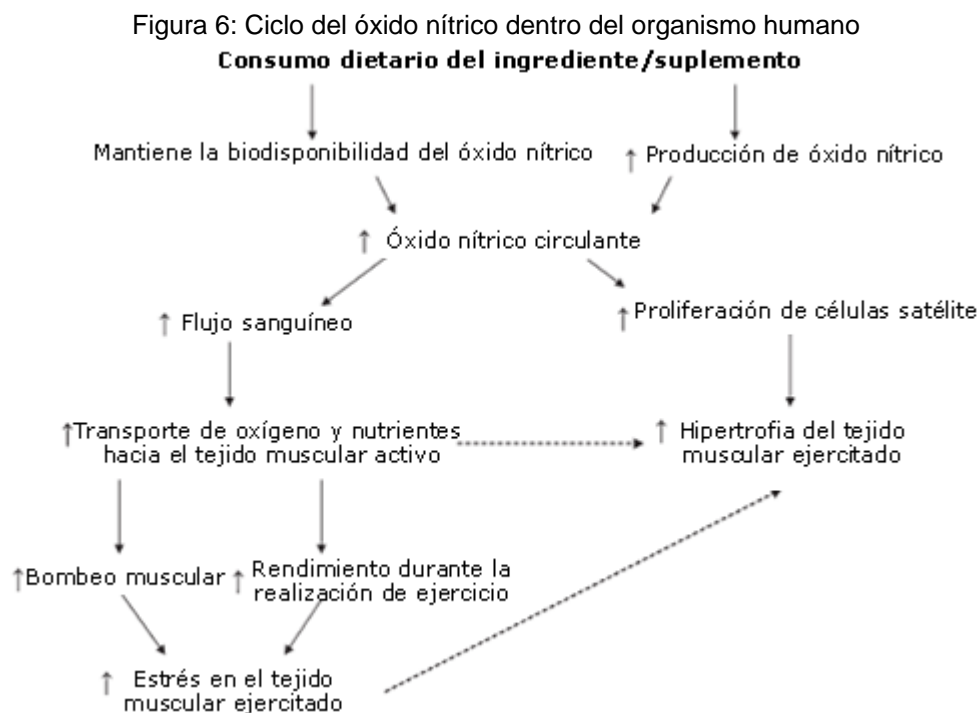 Figura 6: Ciclo del óxido nítrico dentro del organismo humano
Consumo dietario del ingrediente/suplemento
Mantiene la biodisponibilidad del óxido nítrico
↑ Producción de óxido nítrico
↑ Óxido nítrico circulante
↑ Flujo sanguíneo
↑ Proliferación de células satélite
↑ Transporte de oxígeno y nutrientes
hacia el tejido muscular activo
↑ Hipertrofia del tejido
muscular ejercitado
↑ Bombeo muscular
↑ Rendimiento durante la
realización de ejercicio
↑ Estrés en el tejido
muscular ejercitado